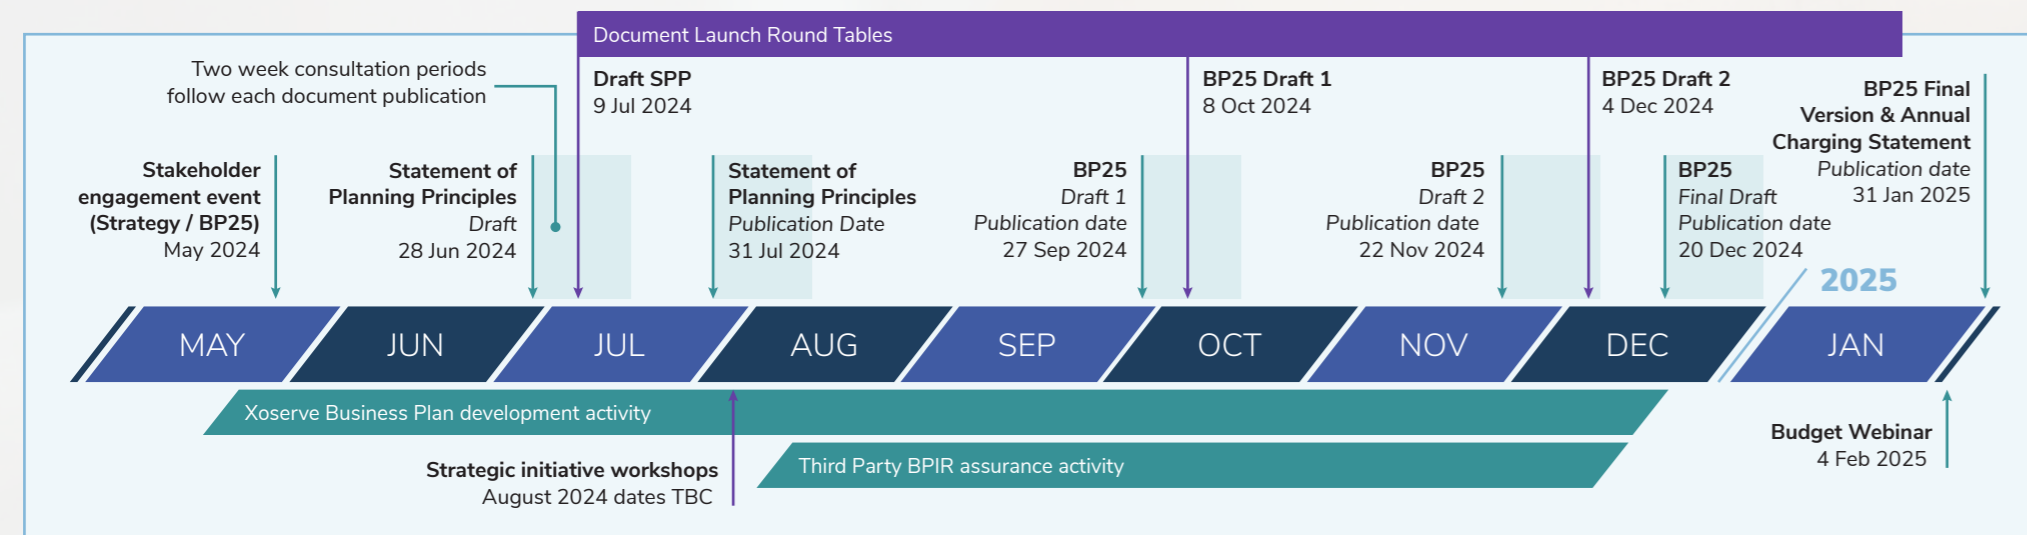 Document Launch Round Tables
Two week consultation periods
follow each document publication
Draft SPP
9 Jul 2024
BP25 Draft 1
8 Oct 2024
BP25 Draft 2
4 Dec 2024
BP25 Final
Version & Annual
Charging Statement
Publication date
31 Jan 2025
Stakeholder
engagement event
(Strategy / BP25)
May 2024
Statement of
Planning Principles
Draft
28 Jun 2024
Statement of
Planning Principles
Publication Date
31 Jul 2024
BP25
Draft 1
Publication date
27 Sep 2024
BP25
Draft 2
Publication date
22 Nov 2024
BP25
Final Draft
Publication date
20 Dec 2024
2025
MAY
JUN
JUL
AUG
SEP
OCT
NOV
DEC
JAN
Xoserve Business Plan development activity
Third Party BPIR assurance activity
Strategic initiative workshops
August 2024 dates TBC
Budget Webinar
4 Feb 2025